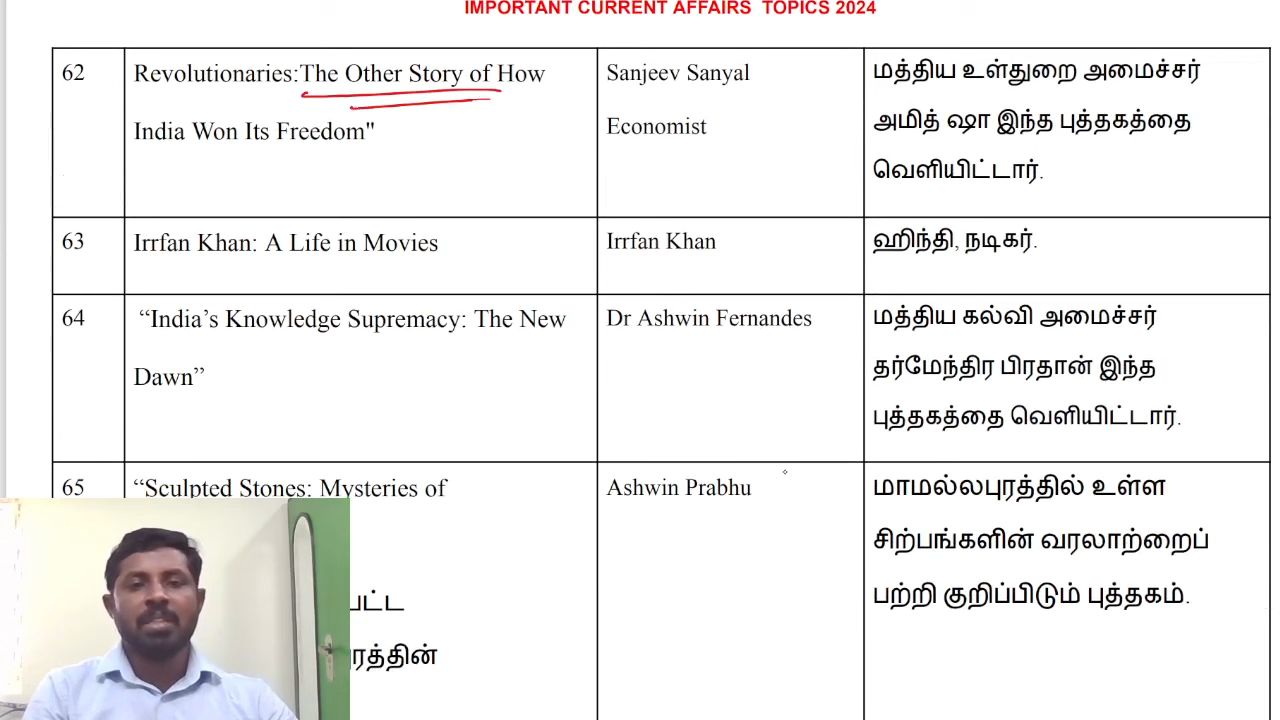 IMPORTANT CURRENT AFFAIRS TOPICS 2024
62
Revolutionaries:The Other Story of How
India Won Its Freedom"
Sanjeev Sanyal
Economist
மத்திய உள்துறை அமைச்சர்
அமித் ஷா இந்த புத்தகத்தை
வெளியிட்டார்.
63
Irrfan Khan: A Life in Movies
Irrfan Khan
ஹிந்தி, நடிகர்.
64
“India’s Knowledge Supremacy: The New
Dawn”
Dr Ashwin Fernandes
மத்திய கல்வி அமைச்சர்
தர்மேந்திர பிரதான் இந்த
புத்தகத்தை வெளியிட்டார்.
65
“Sculpted Stones: Mysteries of
Ashwin Prabhu
மாமல்லபுரத்தில் உள்ள
சிற்பங்களின் வரலாற்றைப்
பற்றி குறிப்பிடும் புத்தகம்.